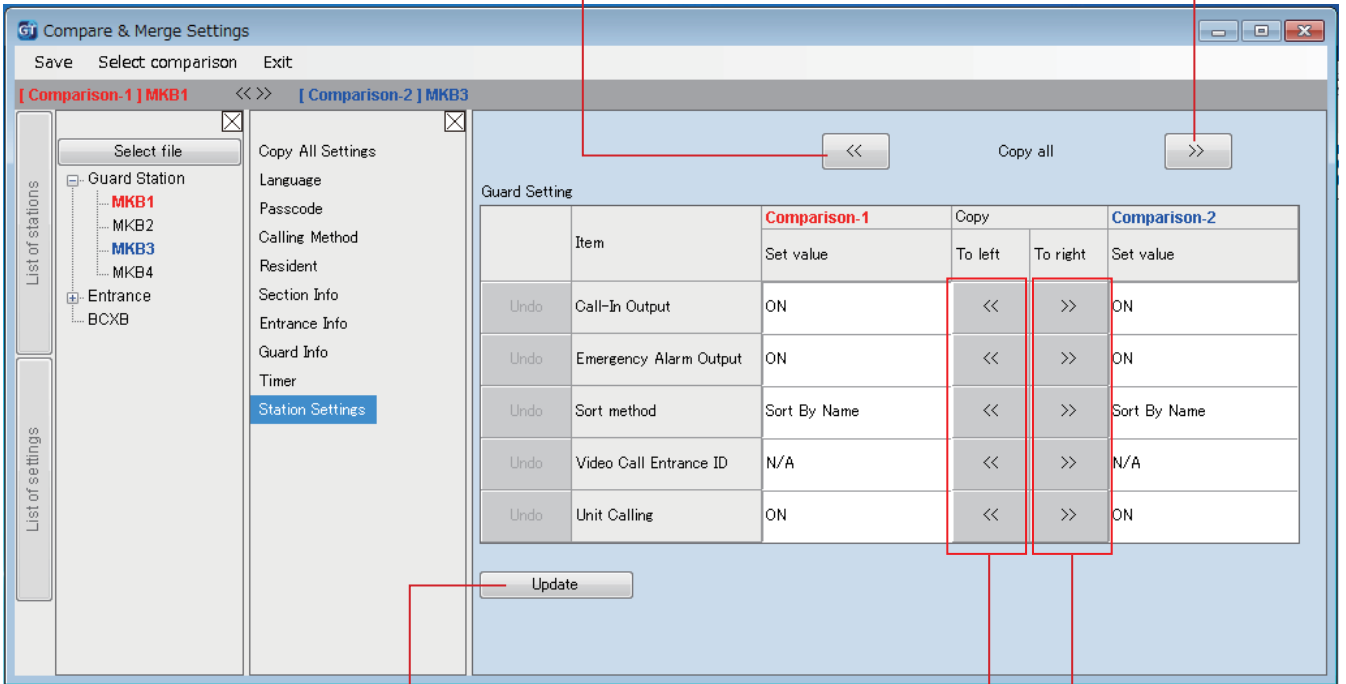 GT Compare & Merge Settings
Save Select comparison Exit
[ Comparison-1 ] MKB1 <<>> [ Comparison-2 ] MKB3
List of stations
List of settings
Select file
Guard Station
MKB1
MKB2
MKB3
MKB4
Entrance
BCXB
Copy All Settings
Language
Passcode
Calling Method
Resident
Section Info
Entrance Info
Guard Info
Timer
Station Settings
<< Copy all >>
Guard Setting
Item Comparison-1 Copy Comparison-2
Set value To left To right Set value
Undo Call-In Output ON << >> ON
Undo Emergency Alarm Output ON << >> ON
Undo Sort method Sort By Name << >> Sort By Name
Undo Video Call Entrance ID N/A << >> N/A
Undo Unit Calling ON << >> ON
Update